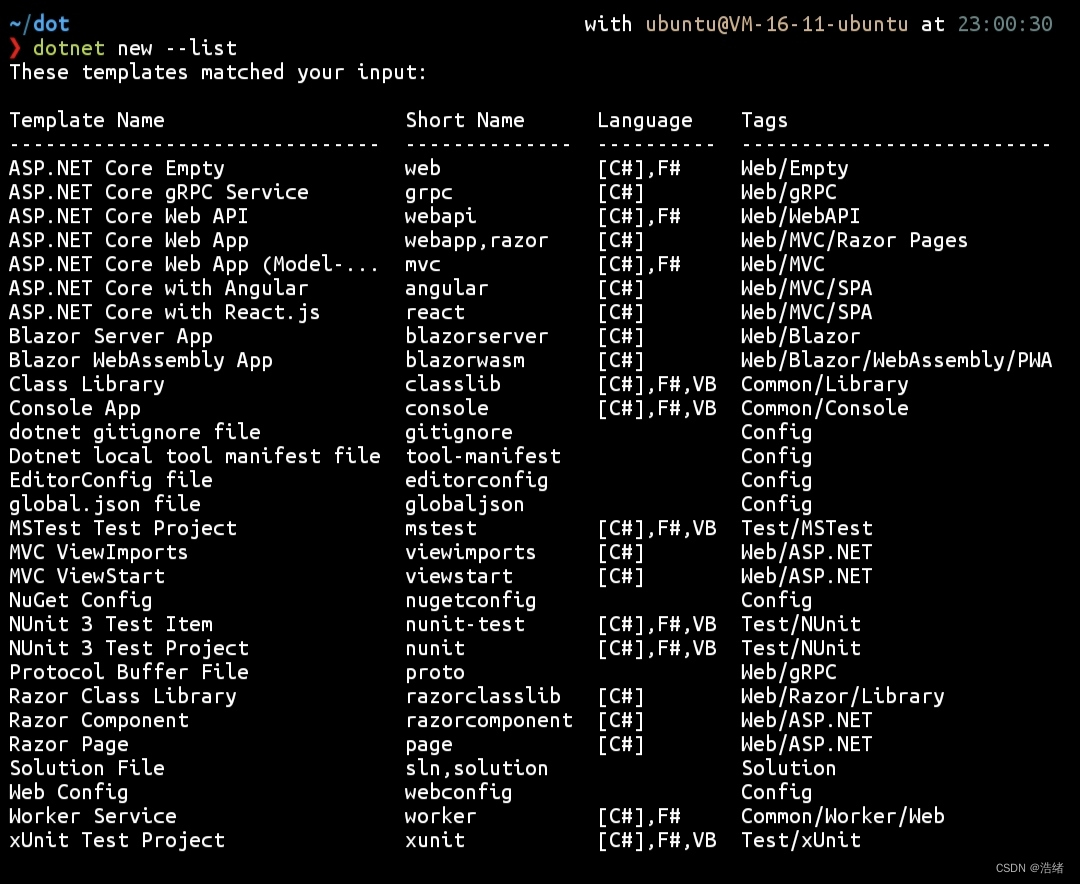 ~/dot with ubuntu@VM-16-11-ubuntu at 23:00:30
❯ dotnet new --list
These templates matched your input:
Template Name Short Name Language Tags
------------------------------- -------------- ---------- --------------------------
ASP.NET Core Empty web [C#],F# Web/Empty
ASP.NET Core gRPC Service grpc [C#] Web/gRPC
ASP.NET Core Web API webapi [C#],F# Web/WebAPI
ASP.NET Core Web App webapp,razor [C#] Web/MVC/Razor Pages
ASP.NET Core Web App (Model-... mvc [C#],F# Web/MVC
ASP.NET Core with Angular angular [C#] Web/MVC/SPA
ASP.NET Core with React.js react [C#] Web/MVC/SPA
Blazor Server App blazorserver [C#] Web/Blazor
Blazor WebAssembly App blazorwasm [C#] Web/Blazor/WebAssembly/PWA
Class Library classlib [C#],F#,VB Common/Library
Console App console [C#],F#,VB Common/Console
dotnet gitignore file gitignore Config
Dotnet local tool manifest file tool-manifest Config
EditorConfig file editorconfig Config
global.json file globaljson Config
MSTest Test Project mstest [C#],F#,VB Test/MSTest
MVC ViewImports viewimports [C#] Web/ASP.NET
MVC ViewStart viewstart [C#] Web/ASP.NET
NuGet Config nugetconfig Config
NUnit 3 Test Item nunit-test [C#],F#,VB Test/NUnit
NUnit 3 Test Project nunit [C#],F#,VB Test/NUnit
Protocol Buffer File proto Web/gRPC
Razor Class Library razorclasslib [C#] Web/Razor/Library
Razor Component razorcomponent [C#] Web/ASP.NET
Razor Page page [C#] Web/ASP.NET
Solution File sln,solution Solution
Web Config webconfig Config
Worker Service worker [C#],F# Common/Worker/Web
xUnit Test Project xunit [C#],F#,VB Test/xUnit
CSDN @浩绪